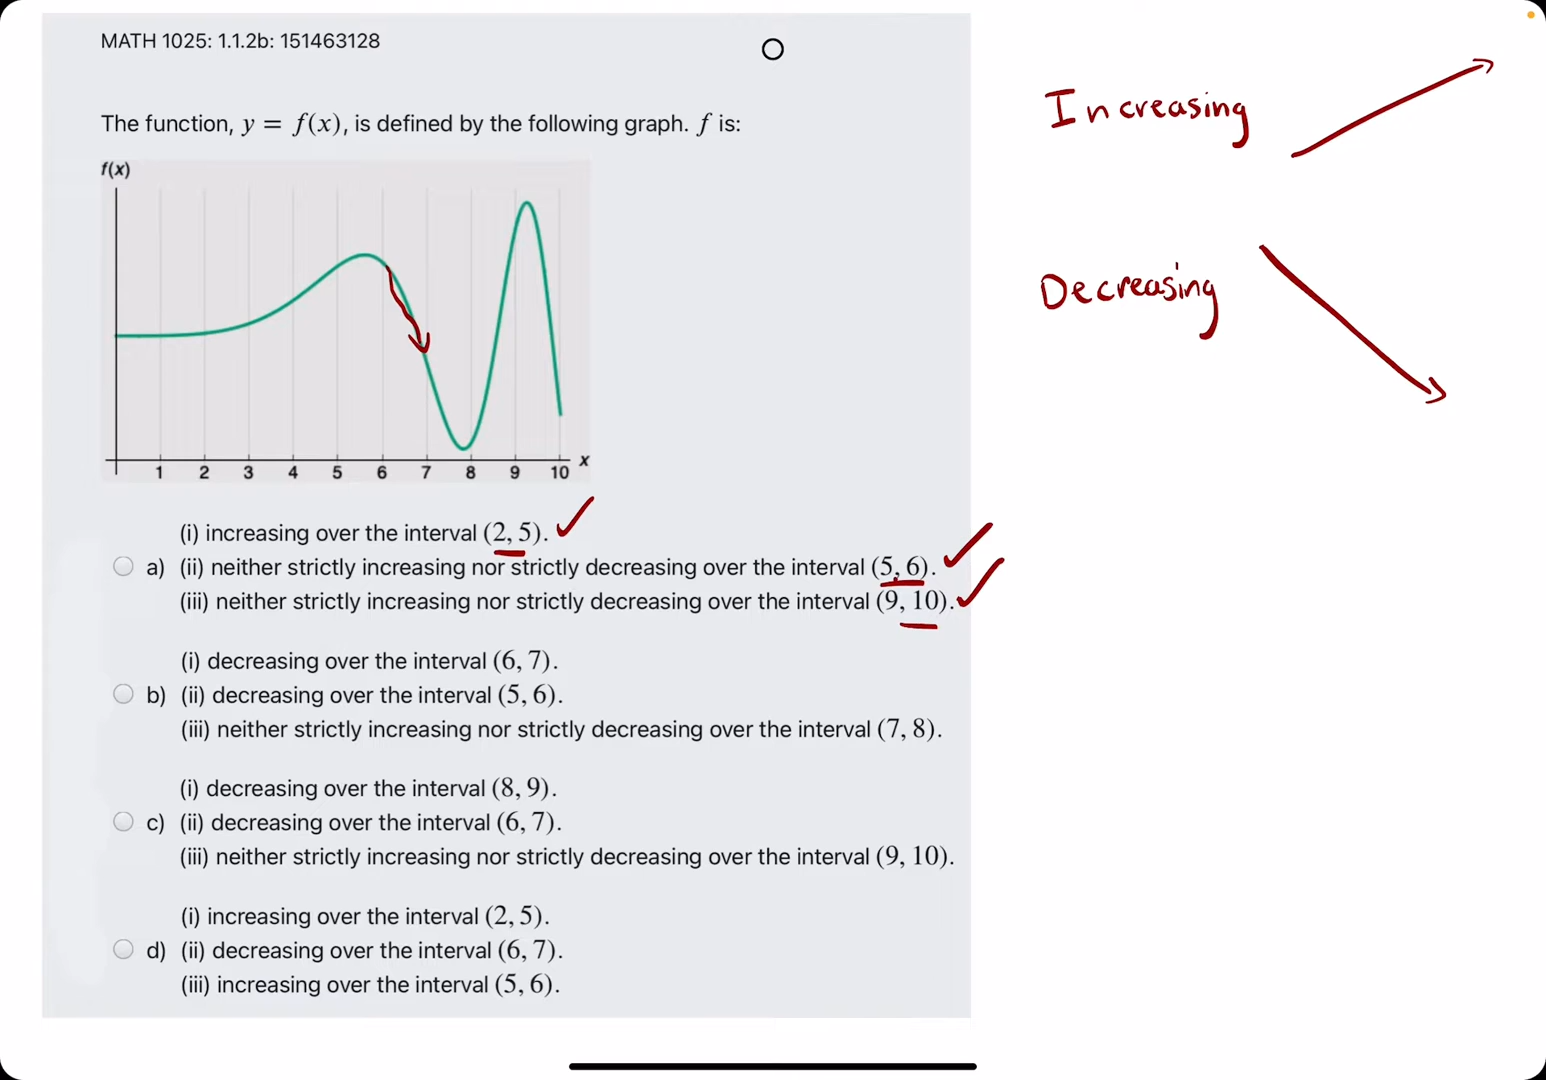 MATH 1025: 1.1.2b: 151463128
Increasing
The function, y = f(x), is defined by the following graph. f is:
f(x)
Decreasing
x
1 2 3 4 5 6 7 8 9 10
(i) increasing over the interval (2, 5).
a) (ii) neither strictly increasing nor strictly decreasing over the interval (5, 6).
(iii) neither strictly increasing nor strictly decreasing over the interval (9, 10).
(i) decreasing over the interval (6, 7).
b) (ii) decreasing over the interval (5, 6).
(iii) neither strictly increasing nor strictly decreasing over the interval (7, 8).
(i) decreasing over the interval (8, 9).
c) (ii) decreasing over the interval (6, 7).
(iii) neither strictly increasing nor strictly decreasing over the interval (9, 10).
(i) increasing over the interval (2, 5).
d) (ii) decreasing over the interval (6, 7).
(iii) increasing over the interval (5, 6).